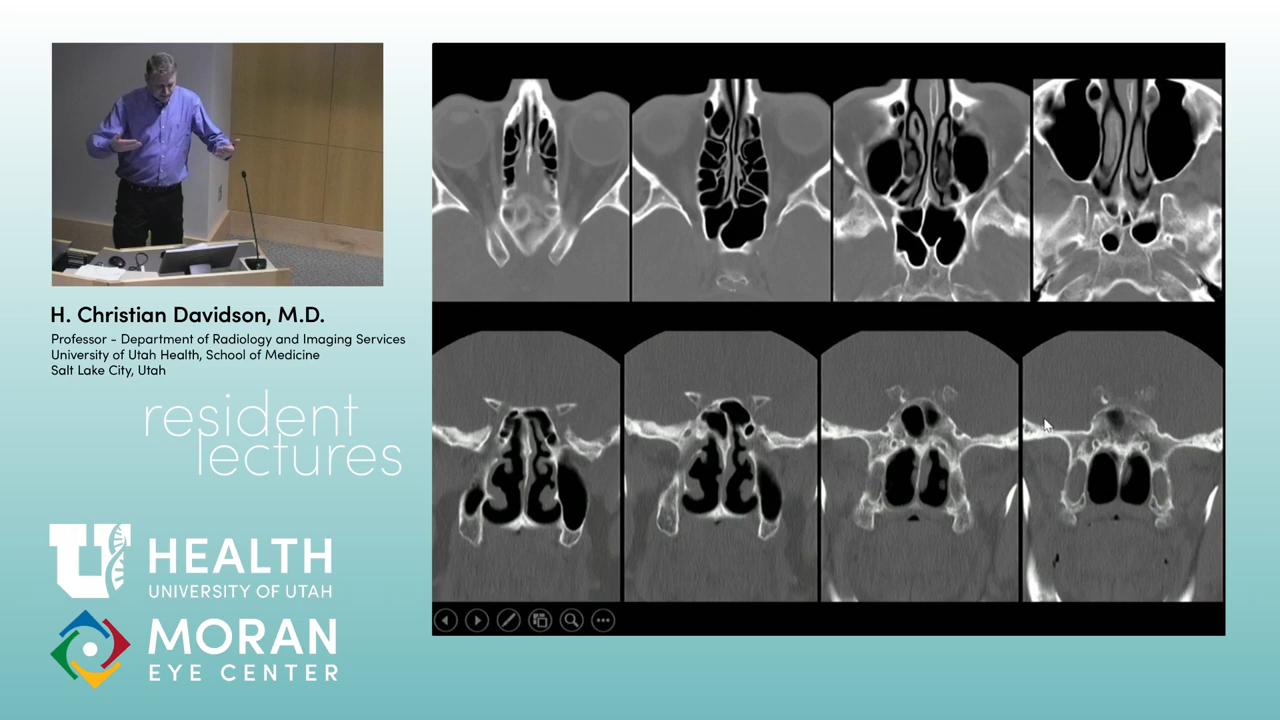 H. Christian Davidson, M.D.
Professor - Department of Radiology and Imaging Services
University of Utah Health, School of Medicine
Salt Lake City, Utah
resident
lectures
U HEALTH
UNIVERSITY OF UTAH
MORAN
EYE CENTER